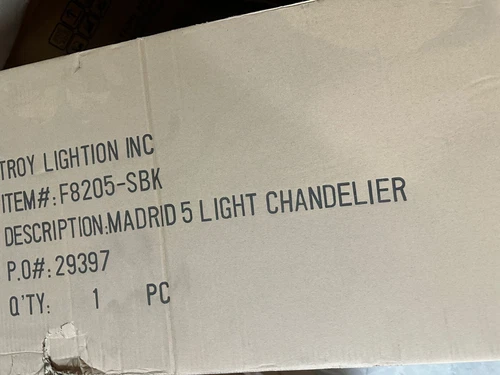 TROY LIGHTION INC
ITEM#: F8205-SBK
DESCRIPTION:MADRID 5 LIGHT CHANDELIER
P.O#: 29397
Q'TY: 1 PC